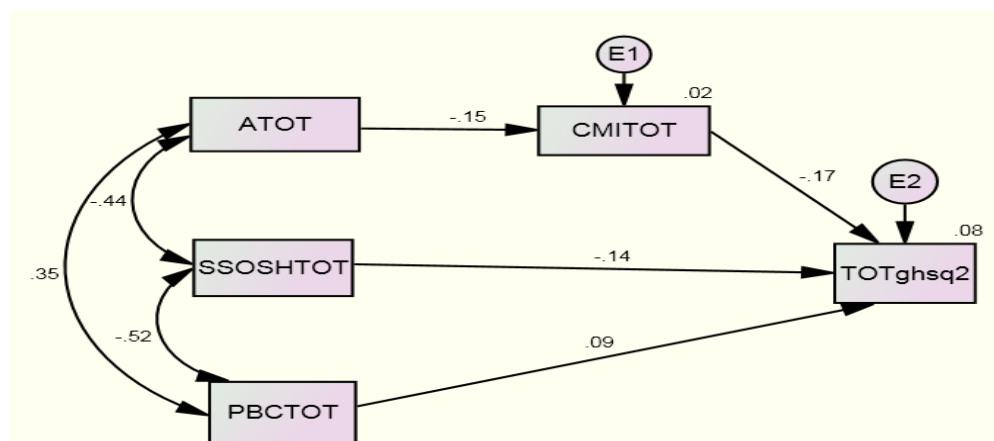 E1
.02
ATOT
-.15
CMITOT
-.17
E2
-.44
.08
SSOSHTOT
-.14
TOTghsq2
.35
-.52
.09
PBCTOT